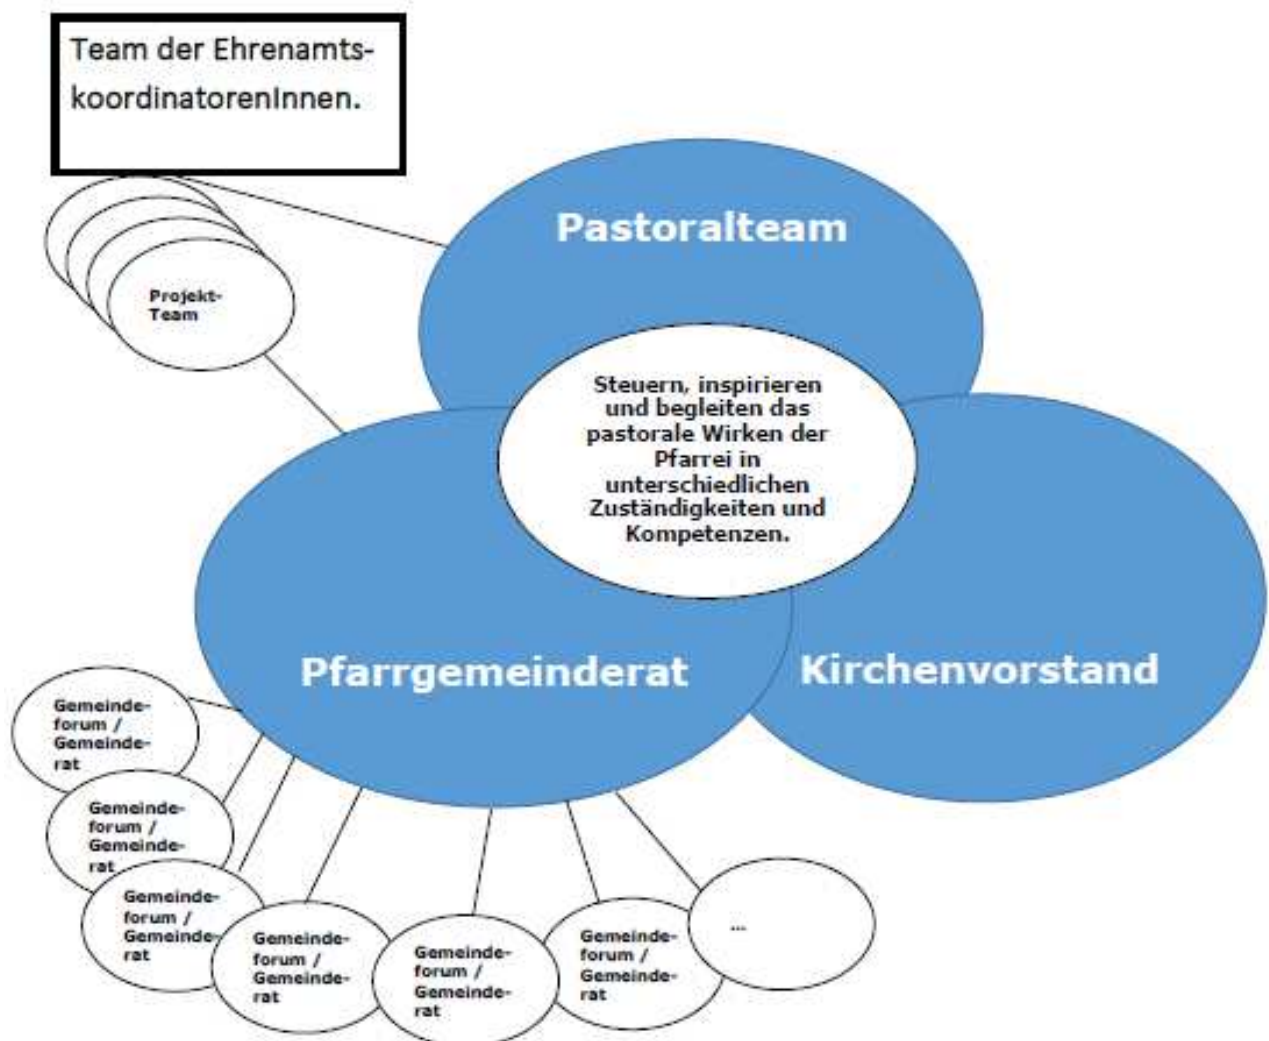 Team der Ehrenamts-
koordinatorenInnen.
Pastoralteam
Projekt-
Team
Steuern, inspirieren
und begleiten das
pastorale Wirken der
Pfarrei in
unterschiedlichen
Zuständigkeiten und
Kompetenzen.
Pfarrgemeinderat
Kirchenvorstand
Gemeinde-
forum /
Gemeinde-
rat
Gemeinde-
forum /
Gemeinde-
rat
Gemeinde-
forum /
Gemeinde-
rat
Gemeinde-
forum /
Gemeinde-
rat
Gemeinde-
forum /
Gemeinde-
rat
Gemeinde-
forum /
Gemeinde-
rat
...